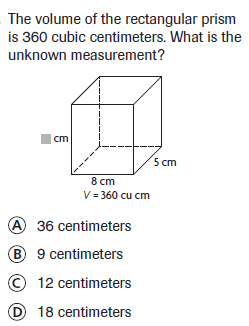 The volume of the rectangular prism
is 360 cubic centimeters. What is the
unknown measurement?
cm
5 cm
8 cm
V = 360 cu cm
A 36 centimeters
B 9 centimeters
C 12 centimeters
D 18 centimeters